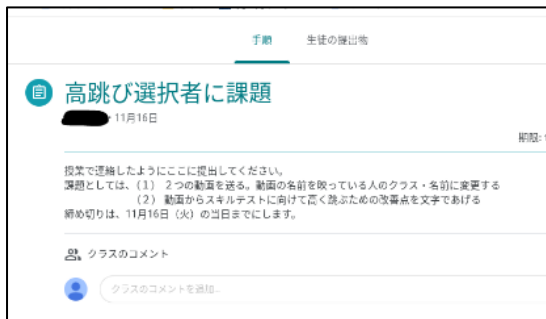 手順 生徒の提出物
高跳び選択者に課題
11月16日
期限:
授業で連絡したようにここに提出してください。
課題としては、(1) 2つの動画を送る。動画の名前を映っている人のクラス・名前に変更する
(2) 動画からスキルテストに向けて高く跳ぶための改善点を文字であげる
締め切りは、11月16日（火）の当日までにします。
クラスのコメント
クラスのコメントを追加…